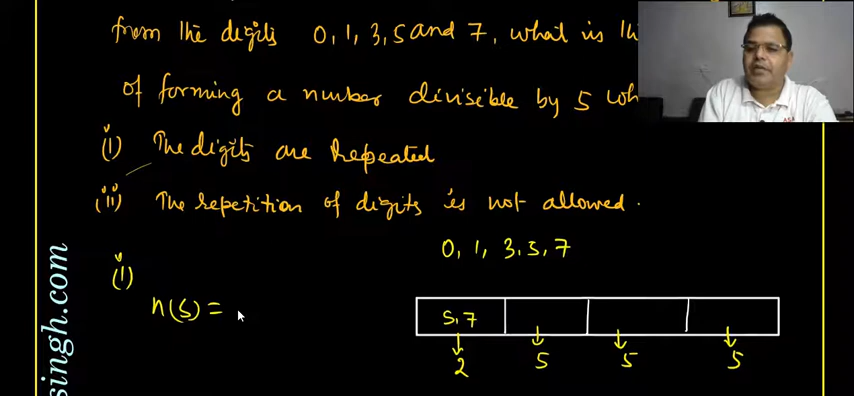 from the digits 0, 1, 3, 5 and 7, what is
of forming a number divisible by 5
(i) The digits are repeated
(ii) The repetition of digits is not allowed.
0, 1, 3, 5, 7
(i)
n(S) =
5, 7
2 5 5 5
singh.com